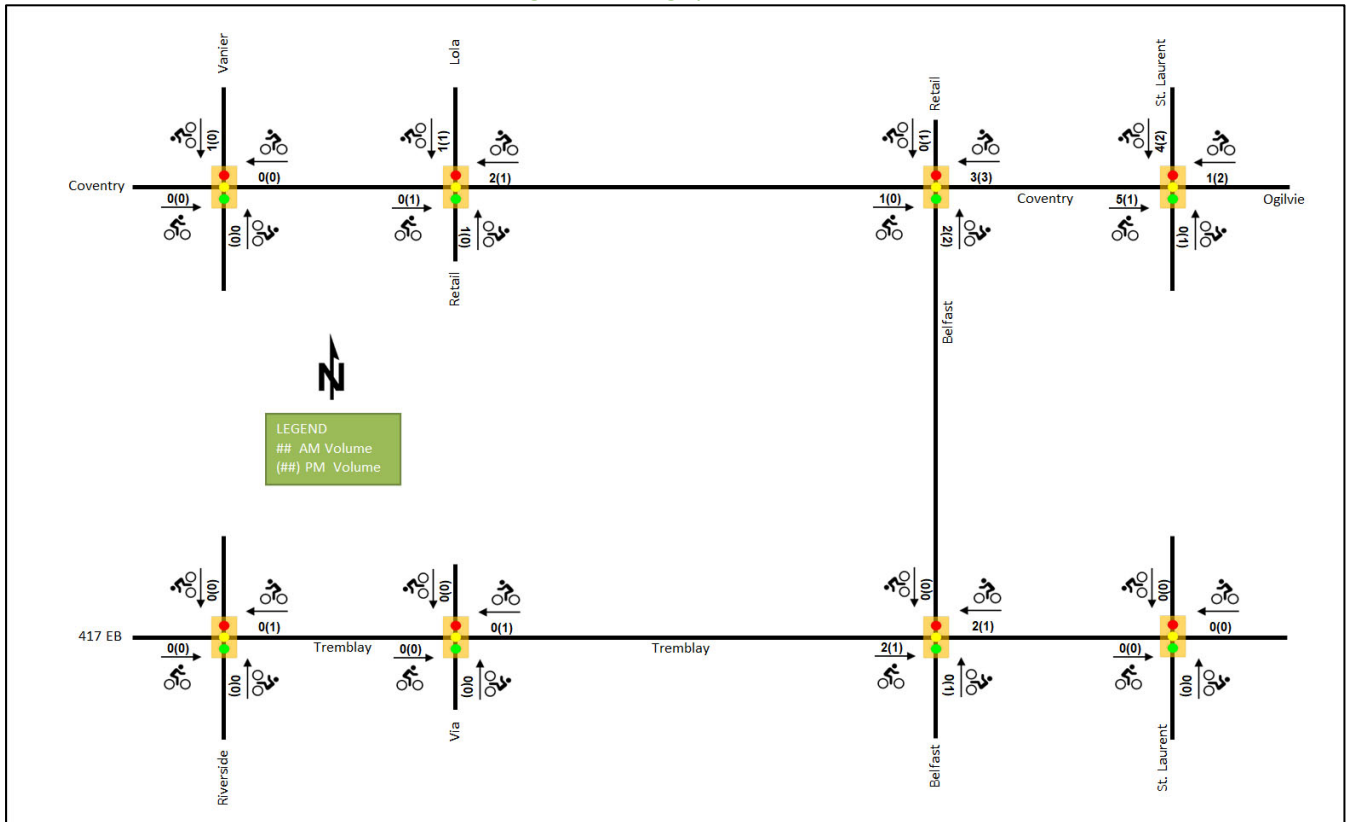 Vanier
Lola
Retail
St. Laurent
1(0)
1(1)
0(1)
4(2)
Coventry
0(0)
2(1)
3(3)
Coventry
1(2)
Ogilvie
0(0)
0(1)
1(0)
5(1)
0(0)
1(0)
2(2)
0(1)
Retail
Belfast
N
LEGEND
## AM Volume
(##) PM Volume
0(0)
0(0)
0(0)
0(0)
417 EB
0(1)
0(1)
2(1)
0(0)
Tremblay
Tremblay
0(0)
0(0)
2(1)
0(0)
0(0)
0(0)
0(1)
0(0)
Riverside
Via
Belfast
St. Laurent